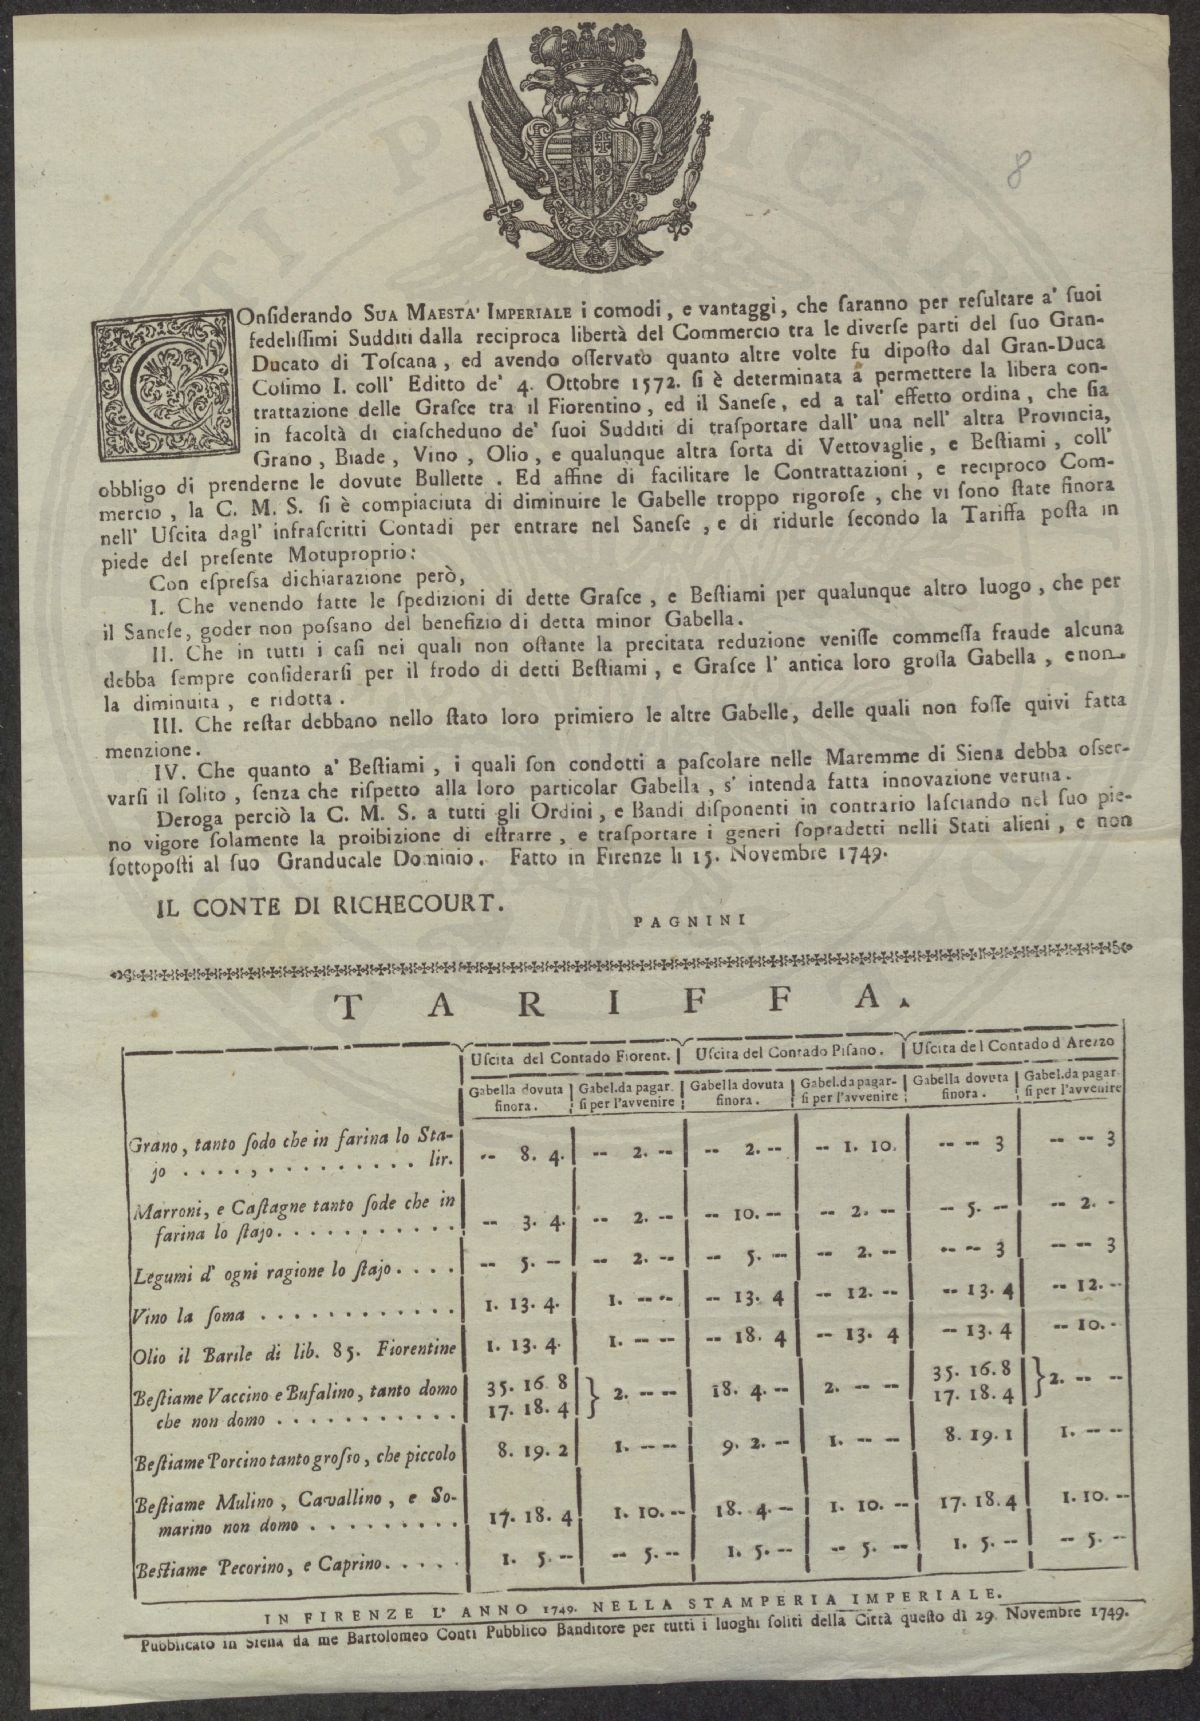 8
COnſiderando SUA MAESTA' IMPERIALE i comodi, e vantaggi, che ſaranno per reſultare a' ſuoi
fedeliſſimi Sudditi dalla reciproca libertà del Commercio tra le diverſe parti del ſuo Gran-
Ducato di Toſcana, ed avendo oſſervato quanto altre volte fu diſpoſto dal Gran-Duca
Coſimo I. coll' Editto de' 4. Ottobre 1572. ſi è determinata a permettere la libera con-
trattazione delle Graſce tra il Fiorentino, ed il Saneſe, ed a tal' effetto ordina, che ſia
in facoltà di ciaſcheduno de' ſuoi Sudditi di traſportare dall' una nell' altra Provincia,
Grano, Biade, Vino, Olio, e qualunque altra ſorta di Vettovaglie, e Beſtiami, coll'
obbligo di prenderne le dovute Bullette. Ed affine di facilitare le Contrattazioni, e reciproco Com-
mercio, la C. M. S. ſi è compiaciuta di diminuire le Gabelle troppo rigoroſe, che vi ſono ſtate finora
nell' Uſcita dagl' infraſcritti Contadi per entrare nel Saneſe, e di ridurle ſecondo la Tariffa poſta in
piede del preſente Motuproprio:
Con eſpreſſa dichiarazione però,
I. Che venendo fatte le ſpedizioni di dette Graſce, e Beſtiami per qualunque altro luogo, che per
il Saneſe, goder non poſſano del benefizio di detta minor Gabella.
II. Che in tutti i caſi nei quali non oſtante la precitata reduzione veniſſe commeſſa fraude alcuna
debba ſempre conſiderarſi per il frodo di detti Beſtiami, e Graſce l' antica loro groſſa Gabella, e non
la diminuita, e ridotta.
III. Che reſtar debbano nello ſtato loro primiero le altre Gabelle, delle quali non foſſe quivi fatta
menzione.
IV. Che quanto a' Beſtiami, i quali ſon condotti a paſcolare nelle Maremme di Siena debba oſſer-
varſi il ſolito, ſenza che riſpetto alla loro particolar Gabella, s' intenda fatta innovazione veruna.
Deroga perciò la C. M. S. a tutti gli Ordini, e Bandi diſponenti in contrario laſciando nel ſuo pie-
no vigore ſolamente la proibizione di eſtrarre, e traſportare i generi ſopradetti nelli Stati alieni, e non
ſottopoſti al ſuo Granducale Dominio. Fatto in Firenze li 15. Novembre 1749.
IL CONTE DI RICHECOURT.
PAGNINI
TARIFFA.
Uſcita del Contado Fiorent. Uſcita del Contado Piſano. Uſcita del Contado d'Arezzo
Gabella dovuta Gabel.da pagar- Gabella dovuta Gabel.da pagar- Gabella dovuta Gabel.da pagar-
finora. ſi per l'avvenire finora. ſi per l'avvenire finora. ſi per l'avvenire
Grano, tanto ſodo che in farina lo Sta-
jo . . . . , . . . . . . . . . lir. -- 8. 4. -- 2. -- -- 2. -- -- 1. 10. -- -- 3 -- -- 3
Marroni, e Caſtagne tanto ſode che in
farina lo ſtajo. . . . . . . . . . . -- 3. 4. -- 2. -- -- 10. -- -- 2. -- -- 5. -- -- 2. -
Legumi d' ogni ragione lo ſtajo. . . . -- 5. -- -- 2. -- -- 5. -- -- 2. -- -- -- 3 -- -- 3
Vino la ſoma . . . . . . . . . . . . 1. 13. 4. 1. -- -- -- 13. 4 -- 12. -- -- 13. 4 -- 12. --
Olio il Barile di lib. 85. Fiorentine 1. 13. 4. 1. -- -- -- 18. 4 -- 13. 4 -- 13. 4 -- 10. -
Beſtiame Vaccino e Bufalino, tanto domo 35. 16. 8 } 2. -- -- 18. 4. -- 2. -- -- 35. 16. 8 } 2. -- --
che non domo . . . . . . . . . . . 17. 18. 4 17. 18. 4
Beſtiame Porcino tanto groſſo, che piccolo 8. 19. 2 1. -- -- 9. 2. -- 1. -- -- 8. 19. 1 1. -- --
Beſtiame Mulino, Cavallino, e So-
marino non domo . . . . . . . . . 17. 18. 4 1. 10. -- 18. 4. -- 1. 10. -- 17. 18. 4 1. 10. --
Beſtiame Pecorino, e Caprino. . . . . 1. 5. -- -- 5. -- 1. 5. -- -- 5. -- 1. 5. -- -- 5. --
IN FIRENZE L' ANNO 1749. NELLA STAMPERIA IMPERIALE.
Pubblicato in Siena da me Bartolomeo Conti Pubblico Banditore per tutti i luoghi ſoliti della Città queſto dì 29. Novembre 1749.